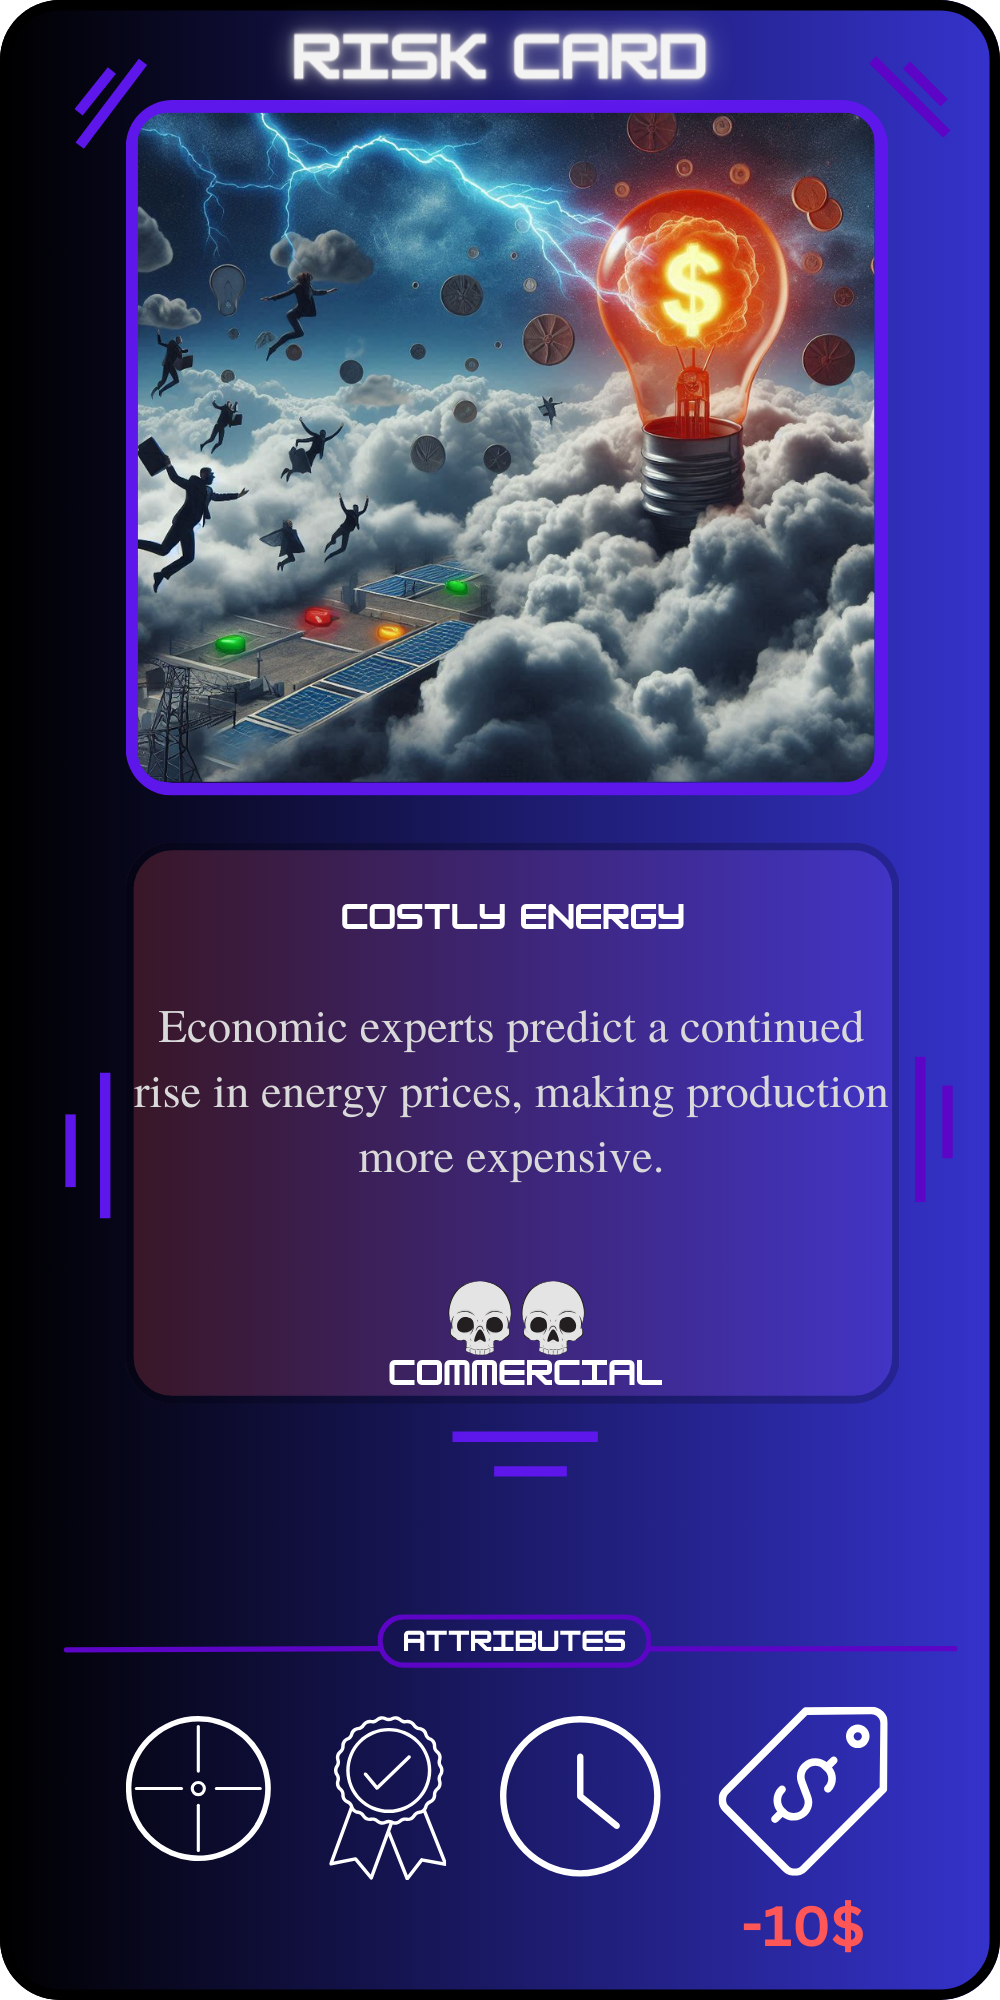 RISK CARD
$
COSTLY ENERGY
Economic experts predict a continued
rise in energy prices, making production
more expensive.
COMMERCIAL
ATTRIBUTES
$
-10$